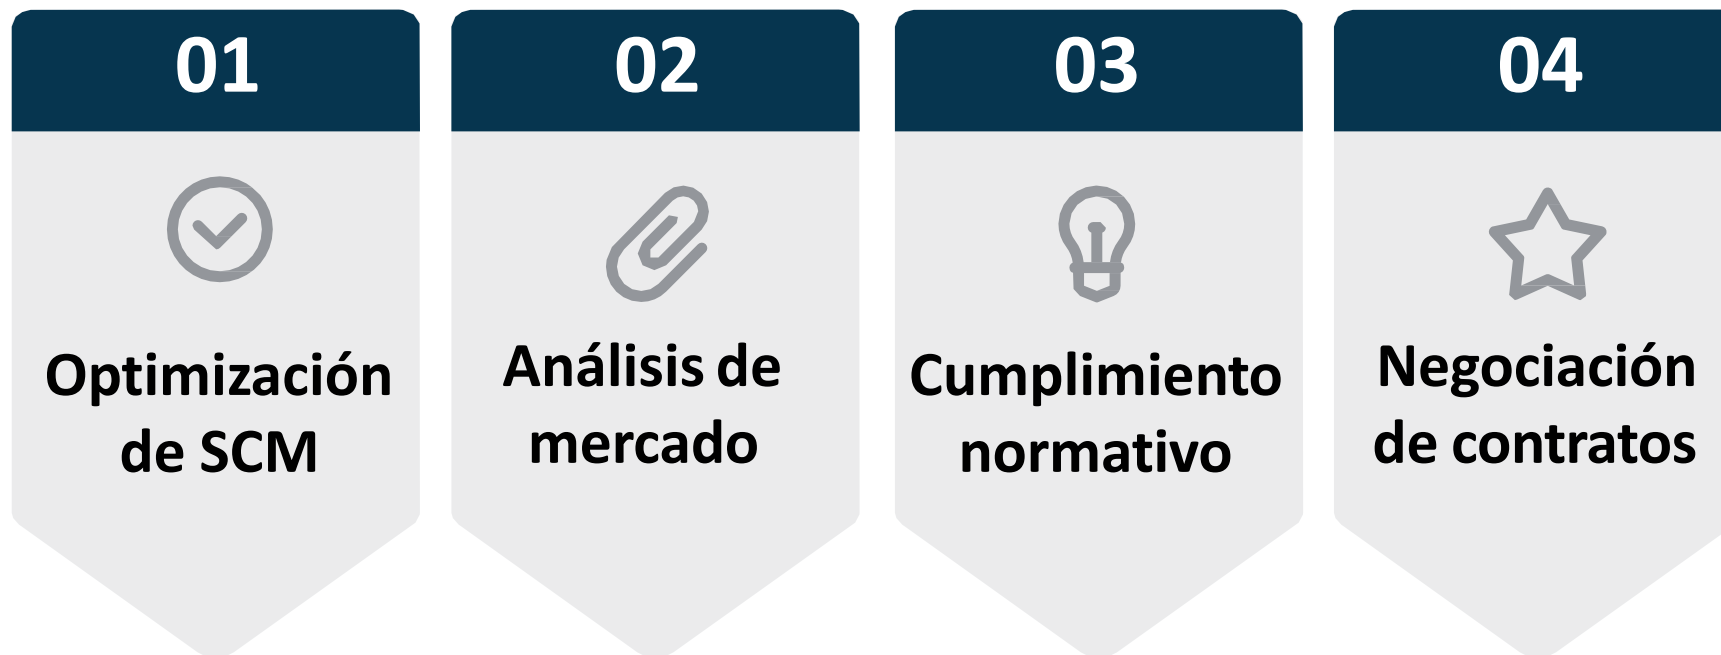 01
Optimización
de SCM
02
Análisis de
mercado
03
Cumplimiento
normativo
04
Negociación
de contratos